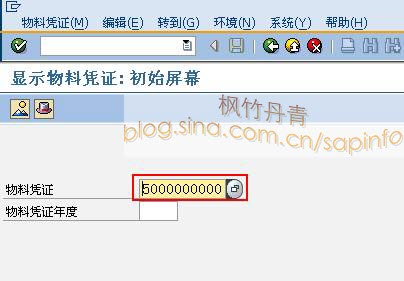 物料凭证(M) 编辑(E) 转到(G) 环境(N) 系统(Y) 帮助(H)
显示物料凭证: 初始屏幕
枫竹丹青
blog.sina.com.cn/sapinfo
物料凭证 5000000000
物料凭证年度